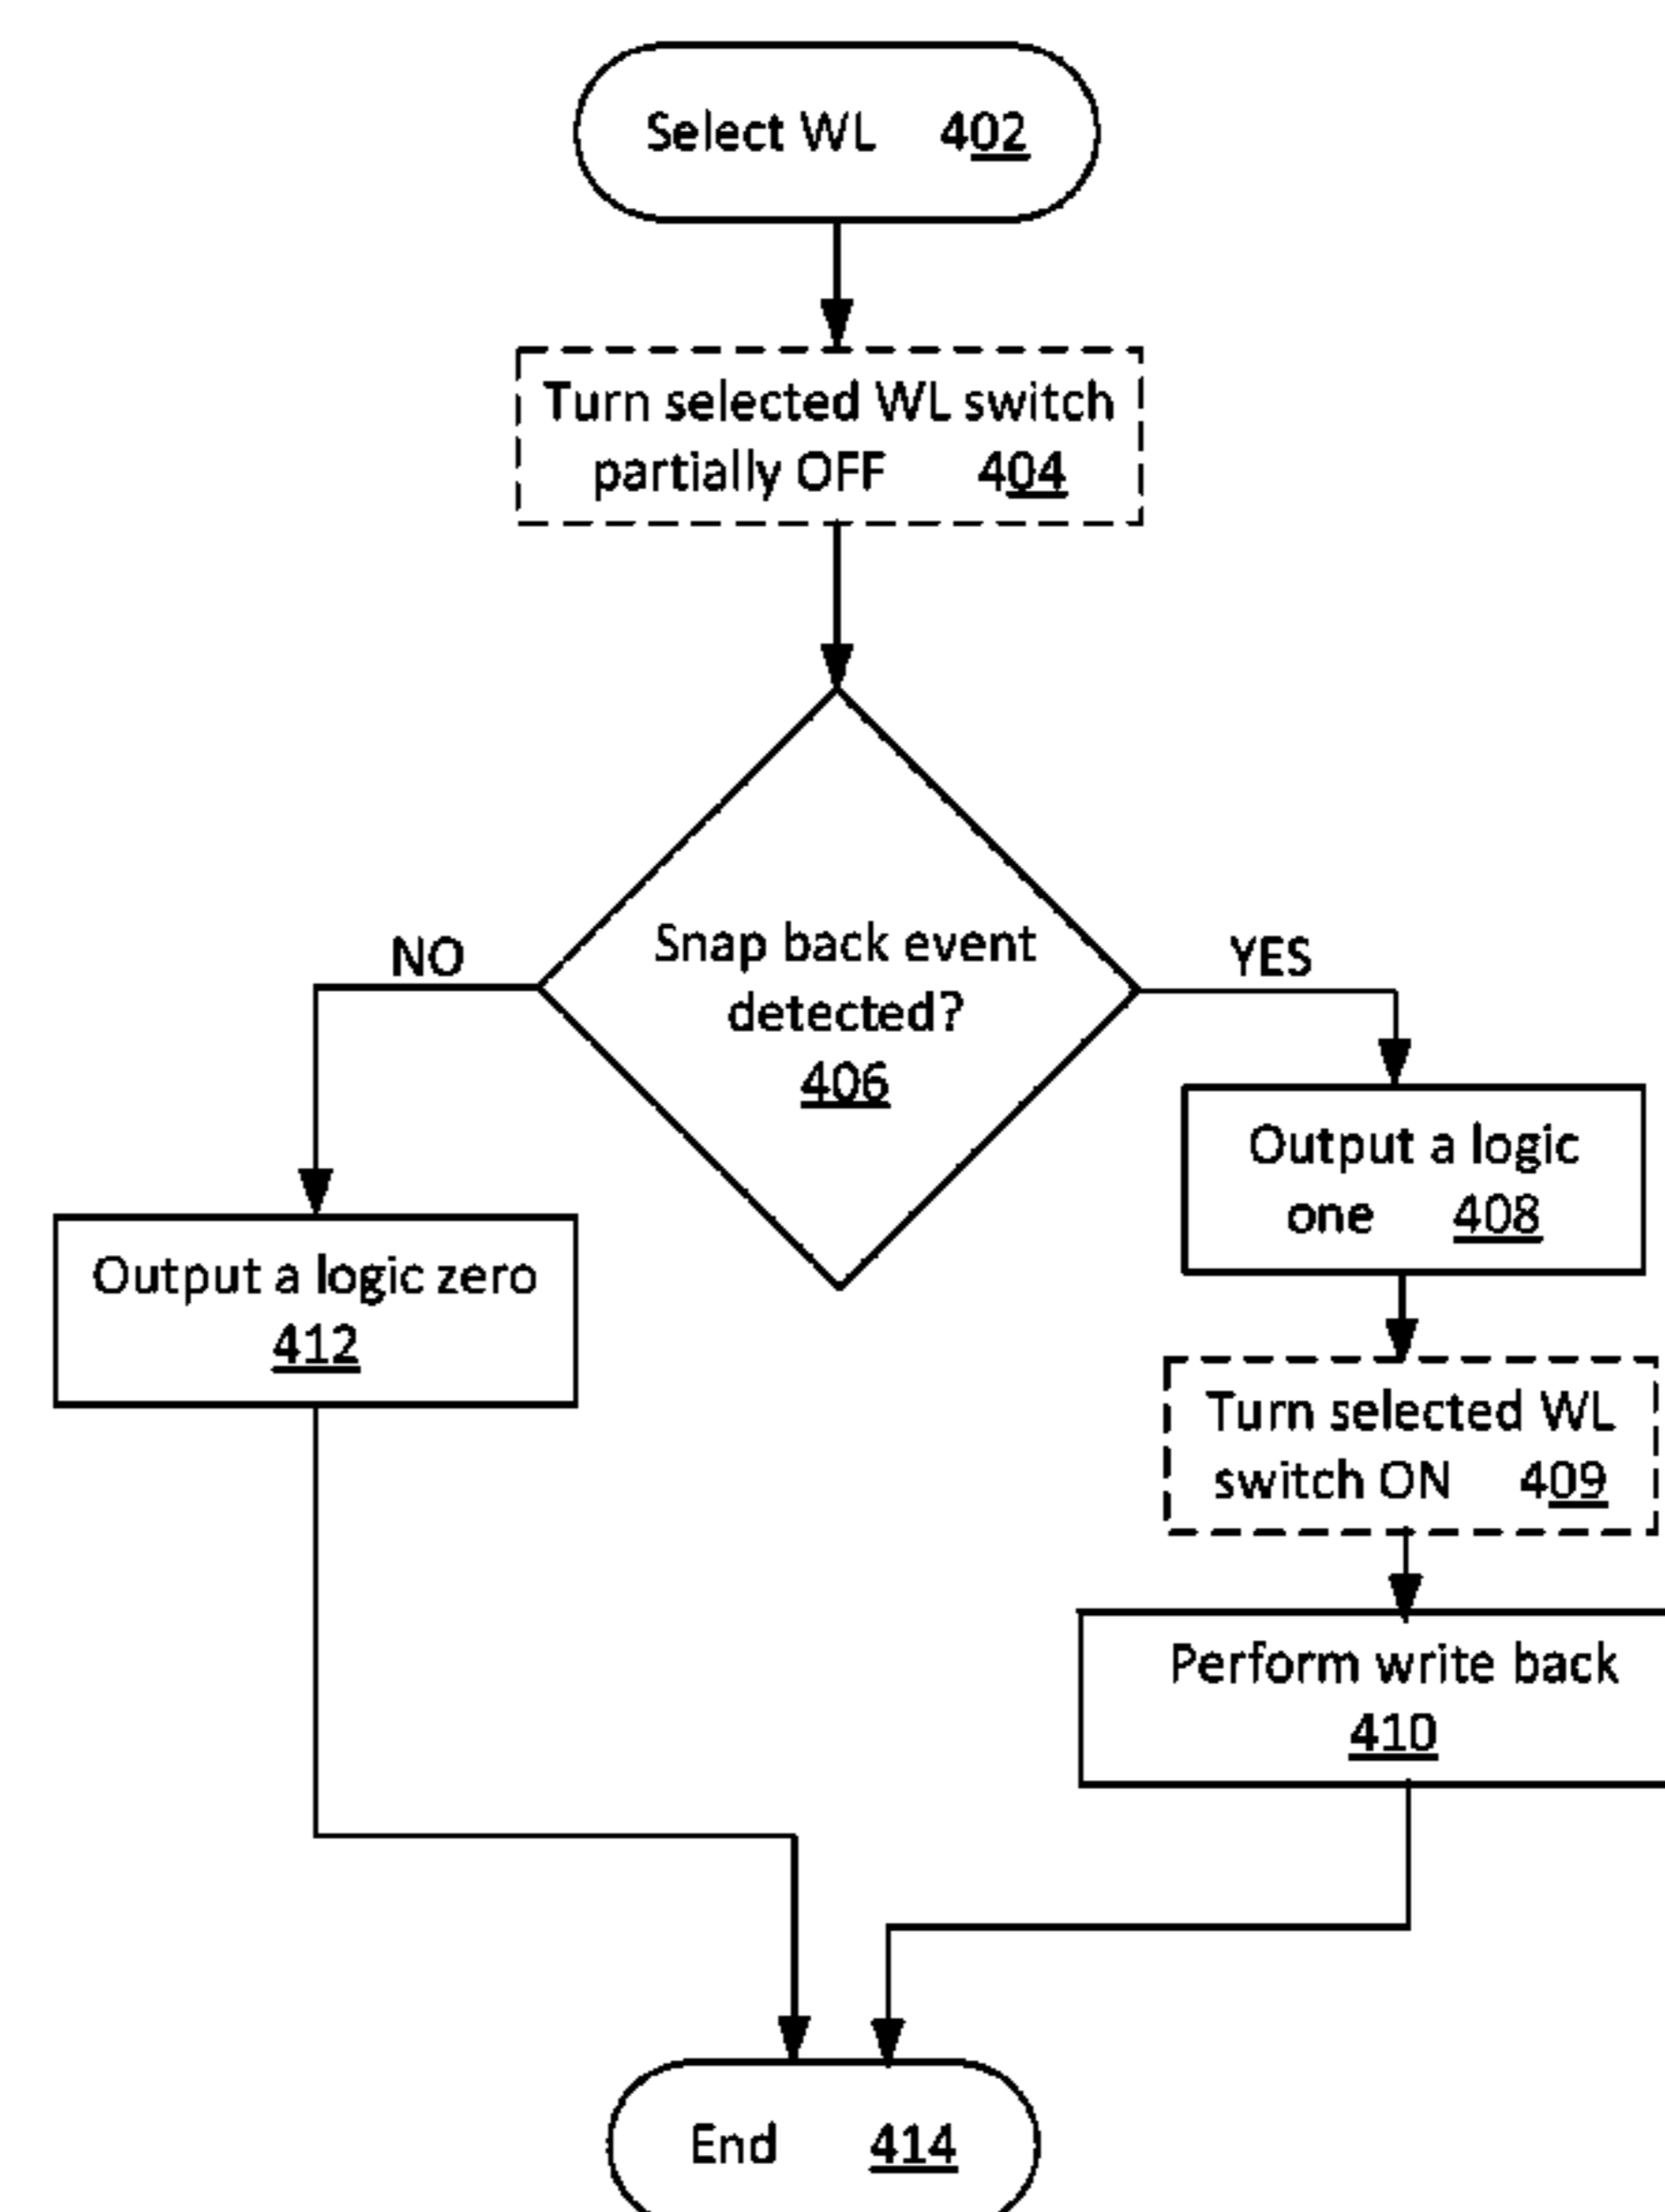 Select WL 402
Turn selected WL switch
partially OFF 404
Snap back event
detected?
406
NO
YES
Output a logic
one 408
Output a logic zero
412
Turn selected WL
switch ON 409
Perform write back
410
End 414